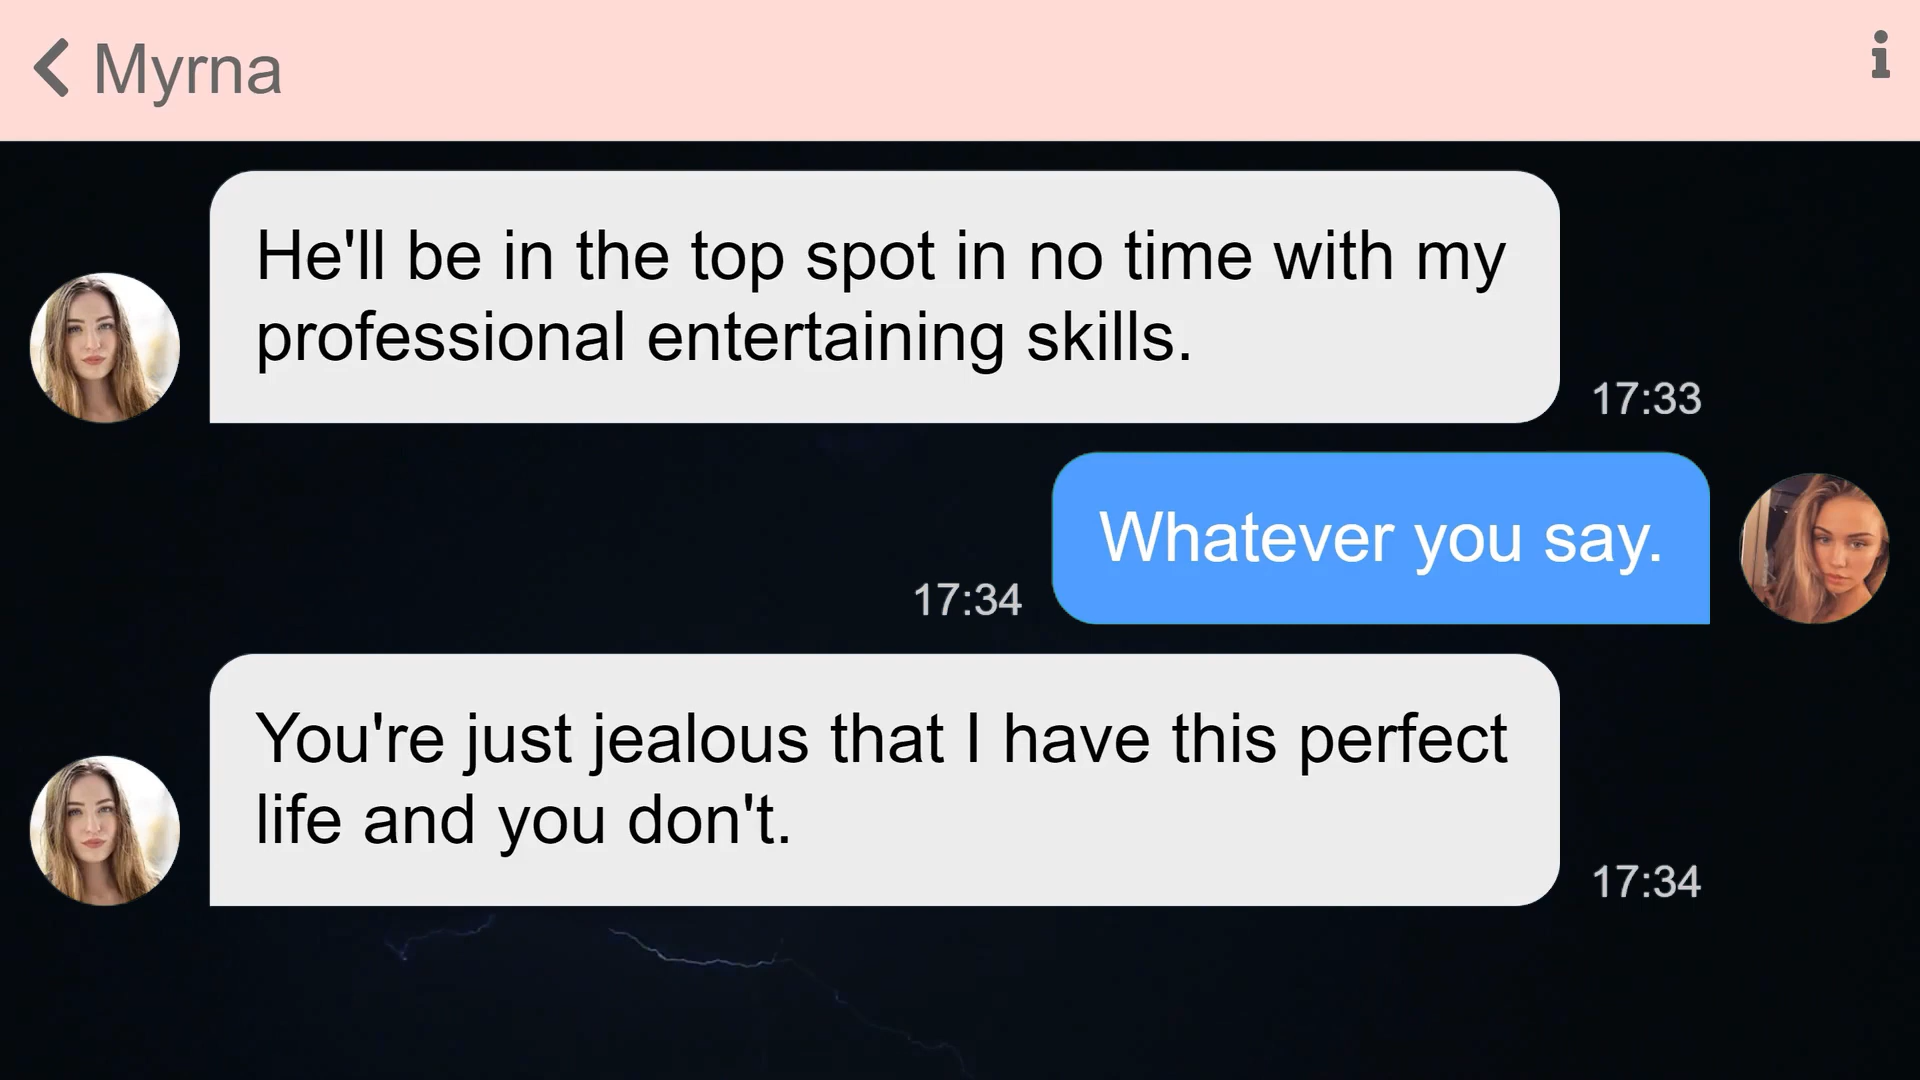 Myrna
He'll be in the top spot in no time with my
professional entertaining skills.
17:33
Whatever you say.
17:34
You're just jealous that I have this perfect
life and you don't.
17:34